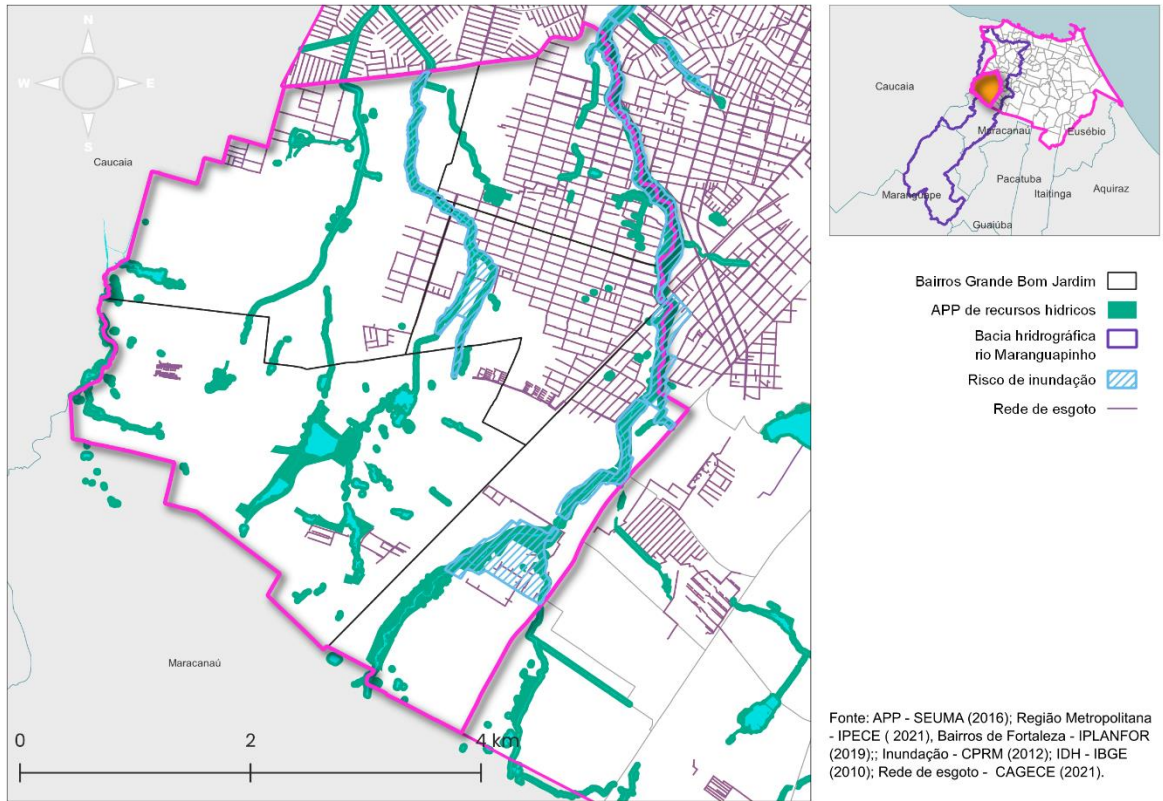 N
W
E
S
Caucaia
Maracanaú
0
2
4 km
Caucaia
Maracanaú
Eusébio
Pacatuba
Itaitinga
Aquiraz
Maranguape
Guaiúba
Bairros Grande Bom Jardim
APP de recursos hídricos
Bacia hridrográfica
rio Maranguapinho
Risco de inundação
Rede de esgoto
Fonte: APP - SEUMA (2016); Região Metropolitana
- IPECE ( 2021), Bairros de Fortaleza - IPLANFOR
(2019);; Inundação - CPRM (2012); IDH - IBGE
(2010); Rede de esgoto - CAGECE (2021).